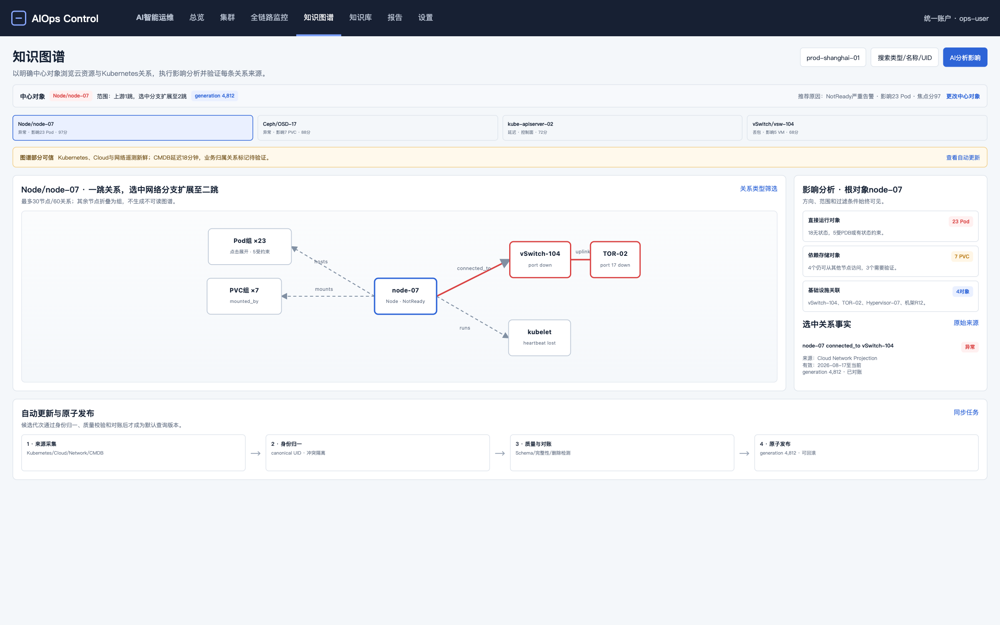 AIOps Control
AI智能运维
总览
集群
全链路监控
知识图谱
知识库
报告
设置
统一账户 · ops-user
知识图谱
以明确中心对象浏览云资源与Kubernetes关系，执行影响分析并验证每条关系来源。
prod-shanghai-01
搜索类型/名称/UID
AI分析影响
中心对象
Node/node-07
范围：上游1跳，选中分支扩展至2跳
generation 4,812
推荐原因：NotReady严重告警 · 影响23 Pod · 焦点分97
更改中心对象
Node/node-07
异常 · 影响23 Pod · 97分
Ceph/OSD-17
异常 · 影响7 PVC · 88分
kube-apiserver-02
延迟 · 控制面 · 72分
vSwitch/vsw-104
丢包 · 影响5 VM · 68分
图谱部分可信
Kubernetes、Cloud与网络遥测新鲜；CMDB延迟18分钟，业务归属关系标记待验证。
查看自动更新
Node/node-07 · 一跳关系，选中网络分支扩展至二跳
最多30节点/60关系；其余节点折叠为组，不生成不可读图谱。
关系类型筛选
Pod组 ×23
点击展开 · 5受约束
hosts
PVC组 ×7
mounted_by
mounts
node-07
Node · NotReady
connected_to
vSwitch-104
port down
uplink
TOR-02
port 17 down
runs
kubelet
heartbeat lost
影响分析 · 根对象node-07
方向、范围和过滤条件始终可见。
直接运行对象
23 Pod
18无状态，5受PDB或有状态约束。
依赖存储对象
7 PVC
4个仍可从其他节点访问，3个需要验证。
基础设施关联
4对象
vSwitch-104、TOR-02、Hypervisor-07、机架R12。
选中关系事实
原始来源
node-07 connected_to vSwitch-104
异常
来源：Cloud Network Projection
有效：2026-08-17至当前
generation 4,812 · 已对账
自动更新与原子发布
候选代次通过身份归一、质量校验和对账后才成为默认查询版本。
同步任务
1 · 来源采集
Kubernetes/Cloud/Network/CMDB
2 · 身份归一
canonical UID · 冲突隔离
3 · 质量与对账
Schema/完整性/删除检测
4 · 原子发布
generation 4,812 · 可回滚